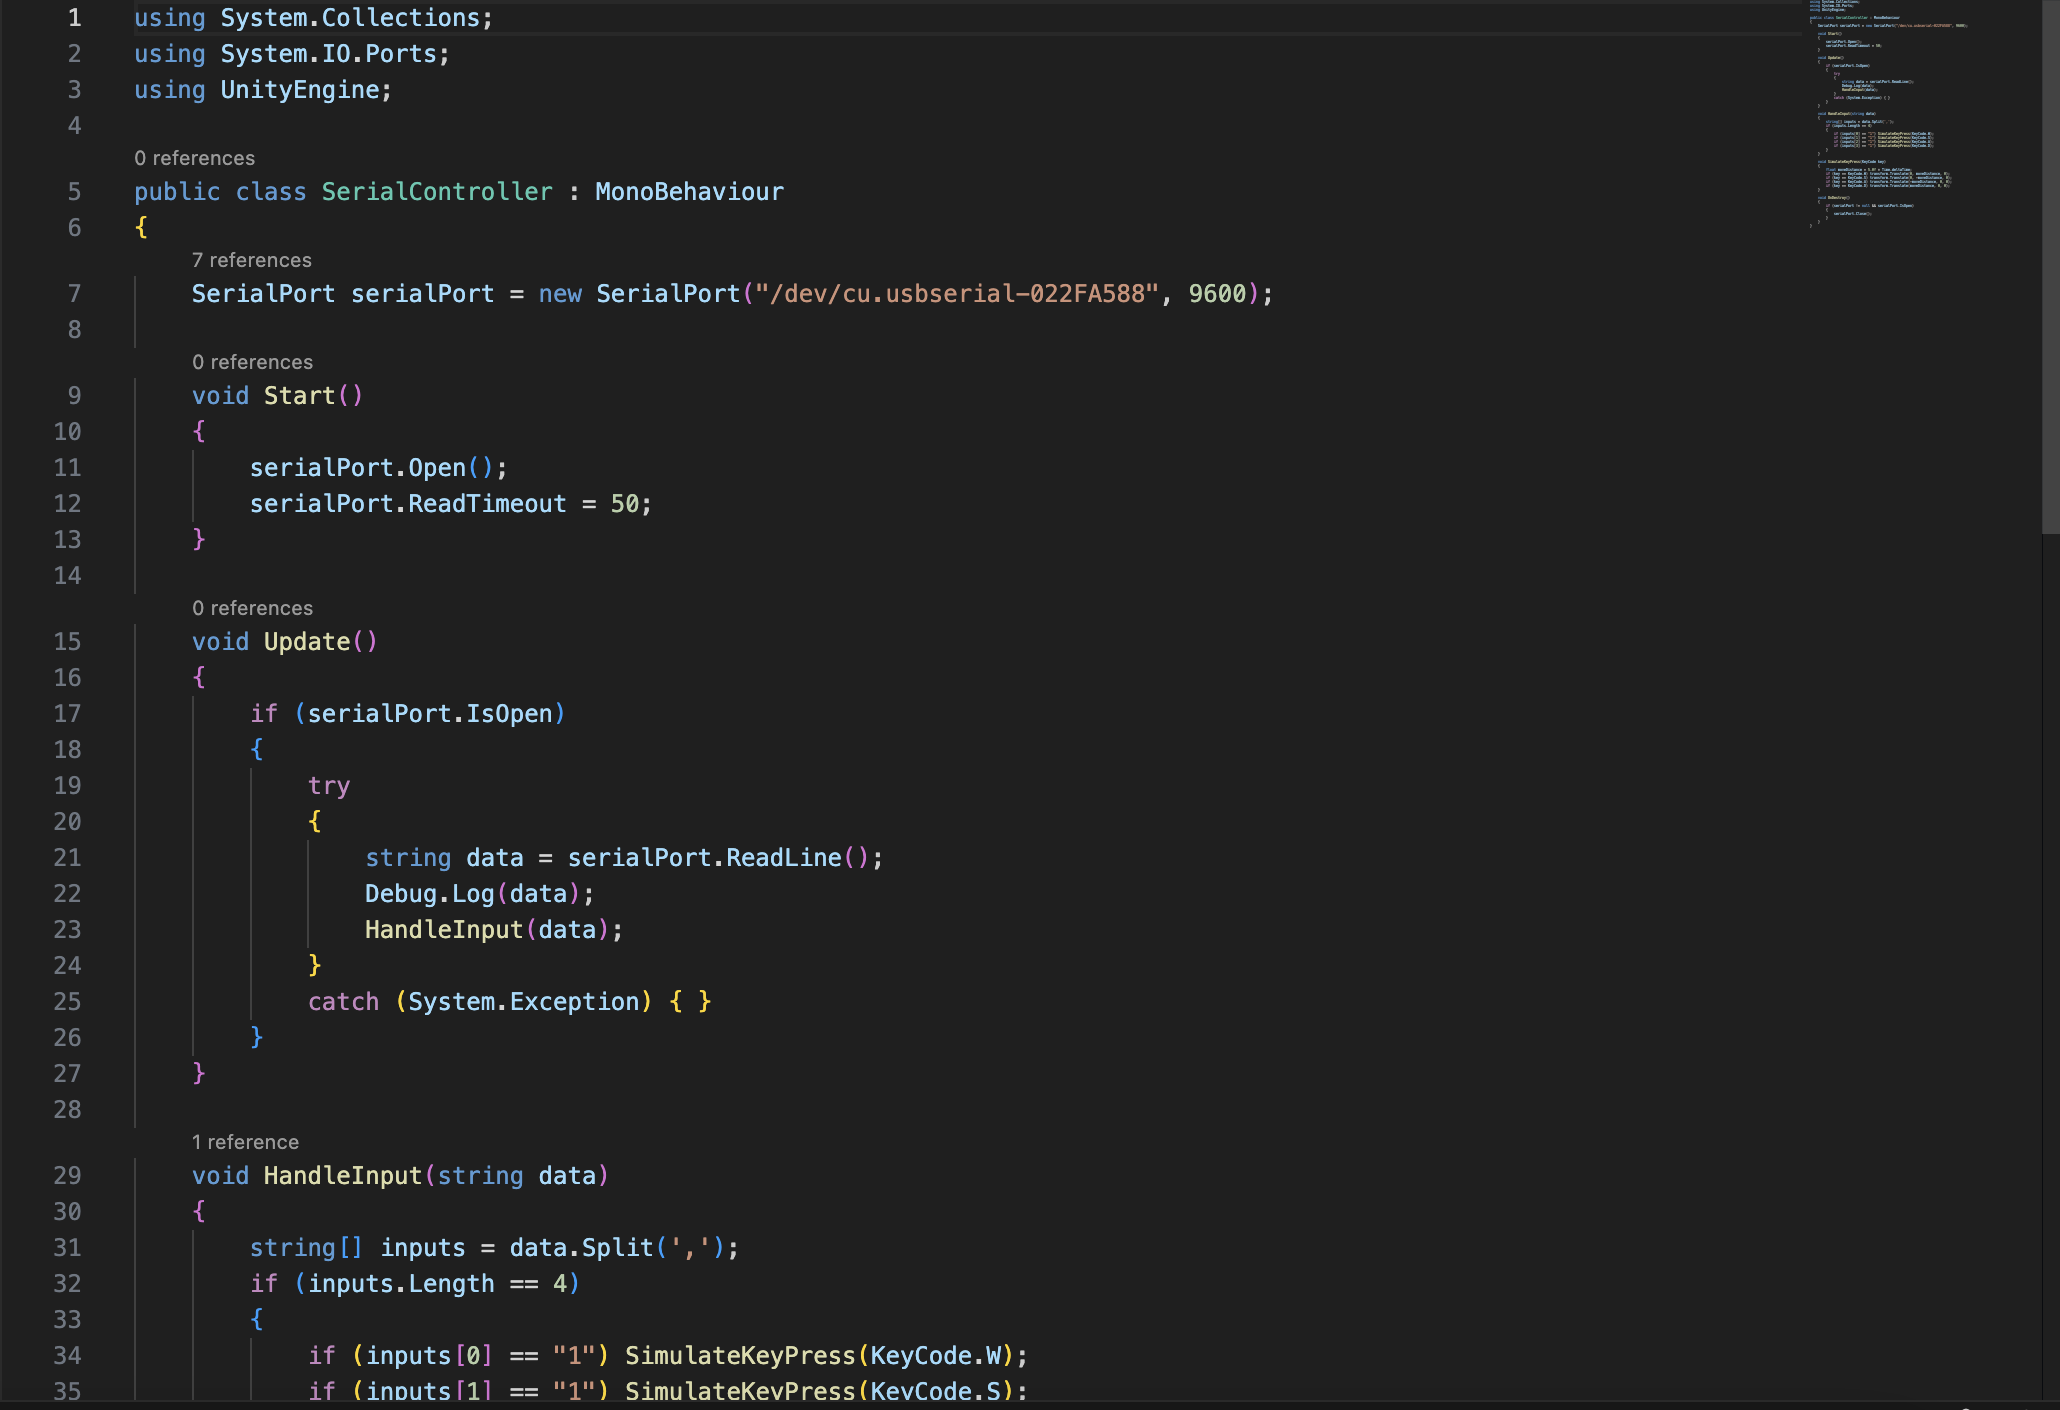 1 using System.Collections;
2 using System.IO.Ports;
3 using UnityEngine;
4
0 references
5 public class SerialController : MonoBehaviour
6 {
7 references
7 SerialPort serialPort = new SerialPort("/dev/cu.usbserial-022FA588", 9600);
8
0 references
9 void Start()
10 {
11 serialPort.Open();
12 serialPort.ReadTimeout = 50;
13 }
14
0 references
15 void Update()
16 {
17 if (serialPort.IsOpen)
18 {
19 try
20 {
21 string data = serialPort.ReadLine();
22 Debug.Log(data);
23 HandleInput(data);
24 }
25 catch (System.Exception) { }
26 }
27 }
28
1 reference
29 void HandleInput(string data)
30 {
31 string[] inputs = data.Split(',');
32 if (inputs.Length == 4)
33 {
34 if (inputs[0] == "1") SimulateKeyPress(KeyCode.W);
35 if (inputs[1] == "1") SimulateKeyPress(KeyCode.S);